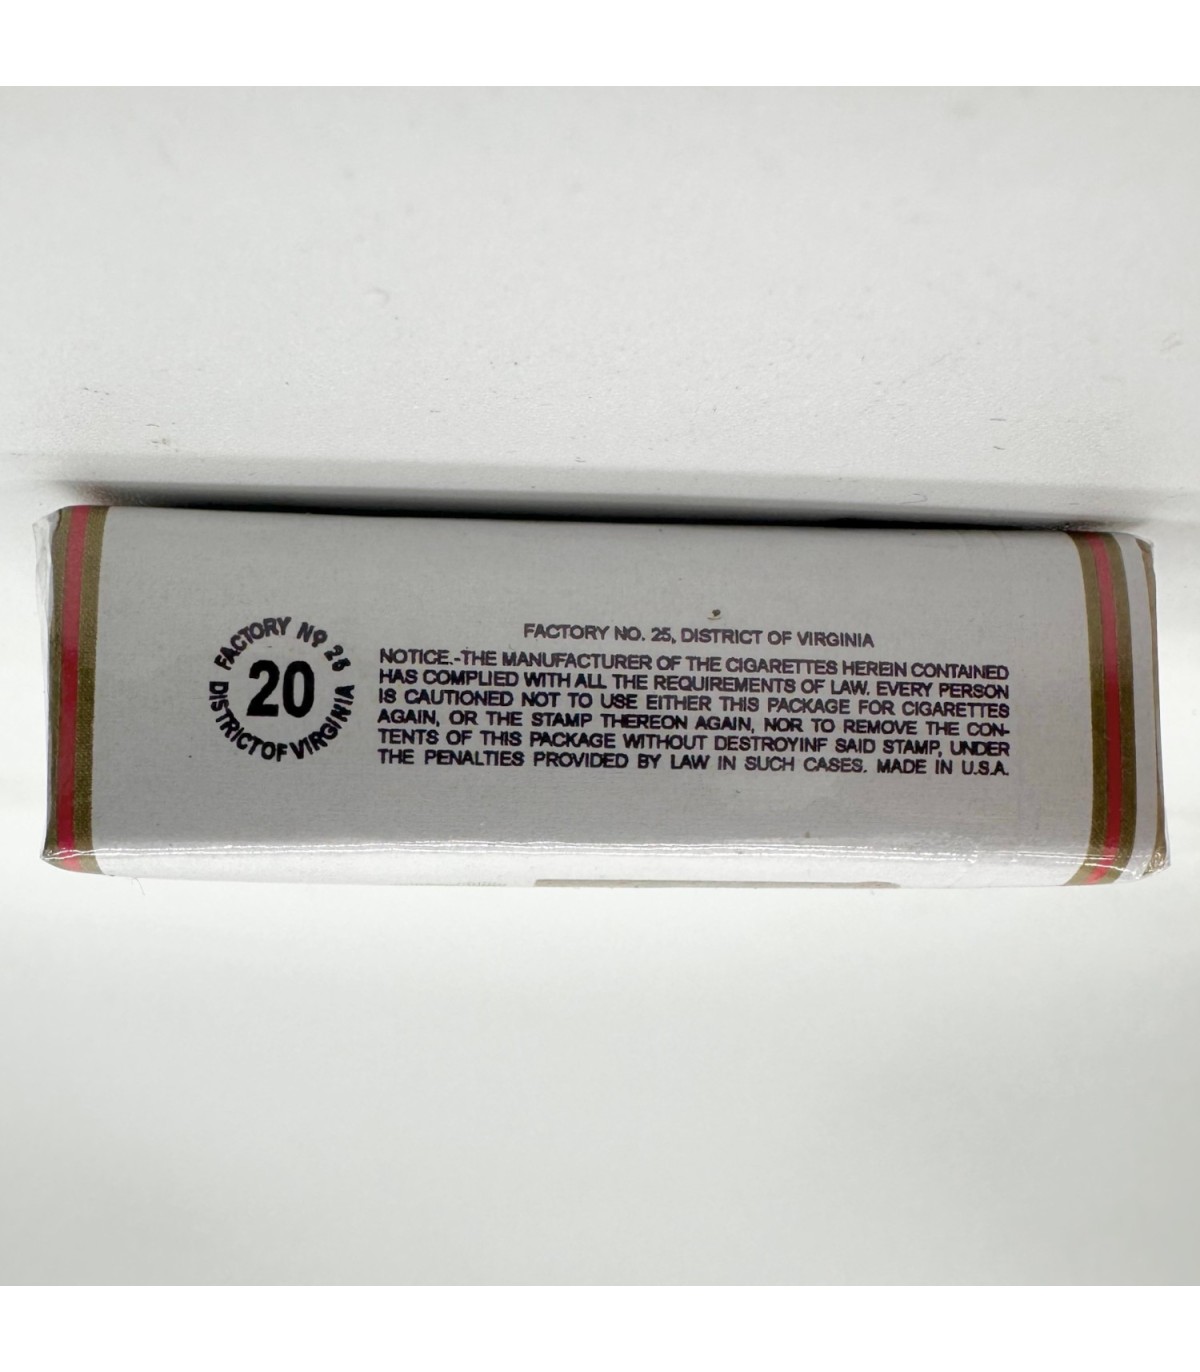 FACTORY Nº 25
20
DISTRICT OF VIRGINIA
FACTORY NO. 25, DISTRICT OF VIRGINIA
NOTICE.-THE MANUFACTURER OF THE CIGARETTES HEREIN CONTAINED
HAS COMPLIED WITH ALL THE REQUIREMENTS OF LAW. EVERY PERSON
IS CAUTIONED NOT TO USE EITHER THIS PACKAGE FOR CIGARETTES
AGAIN, OR THE STAMP THEREON AGAIN, NOR TO REMOVE THE CON-
TENTS OF THIS PACKAGE WITHOUT DESTROYINF SAID STAMP, UNDER
THE PENALTIES PROVIDED BY LAW IN SUCH CASES. MADE IN U.S.A.